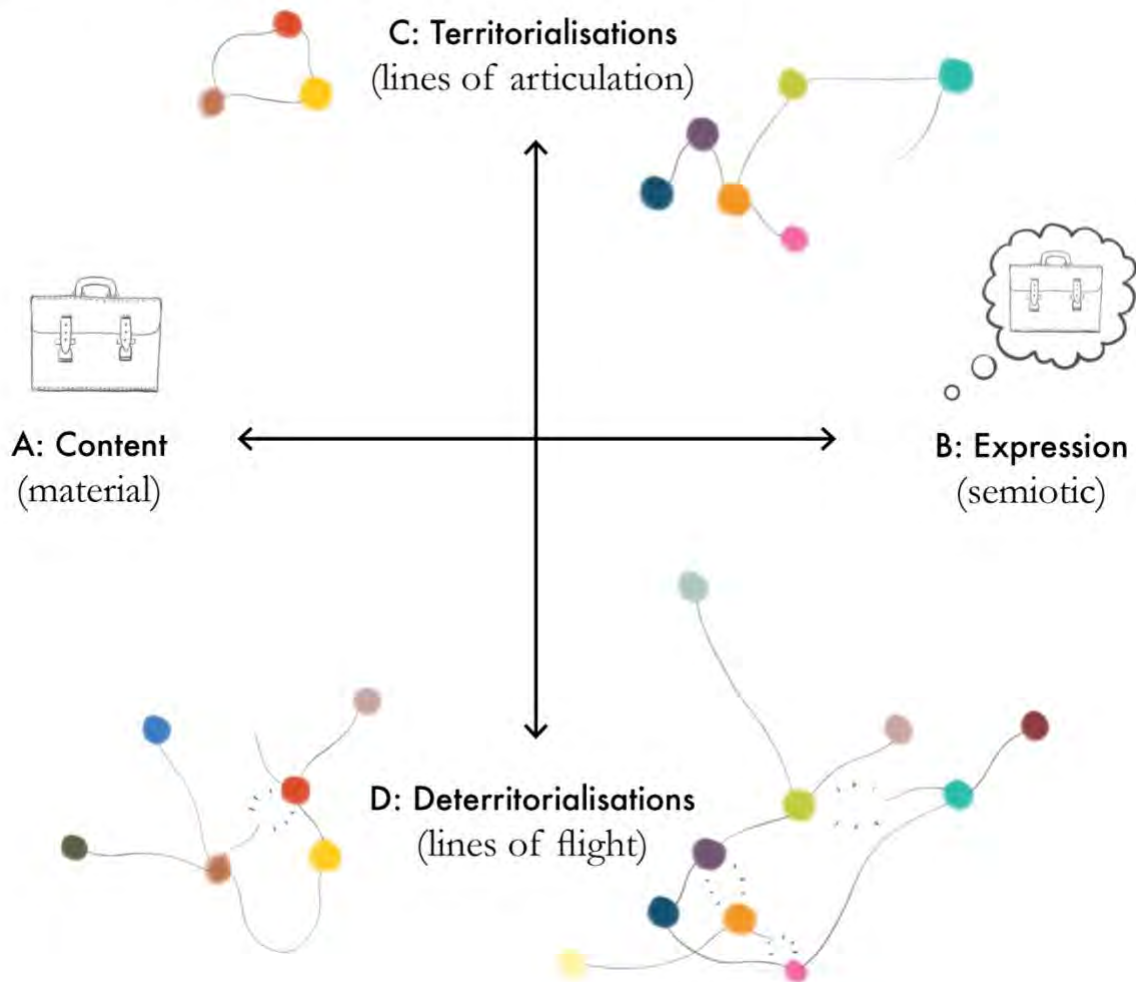 C: Territorialisations
(lines of articulation)
A: Content
(material)
B: Expression
(semiotic)
D: Deterritorialisations
(lines of flight)